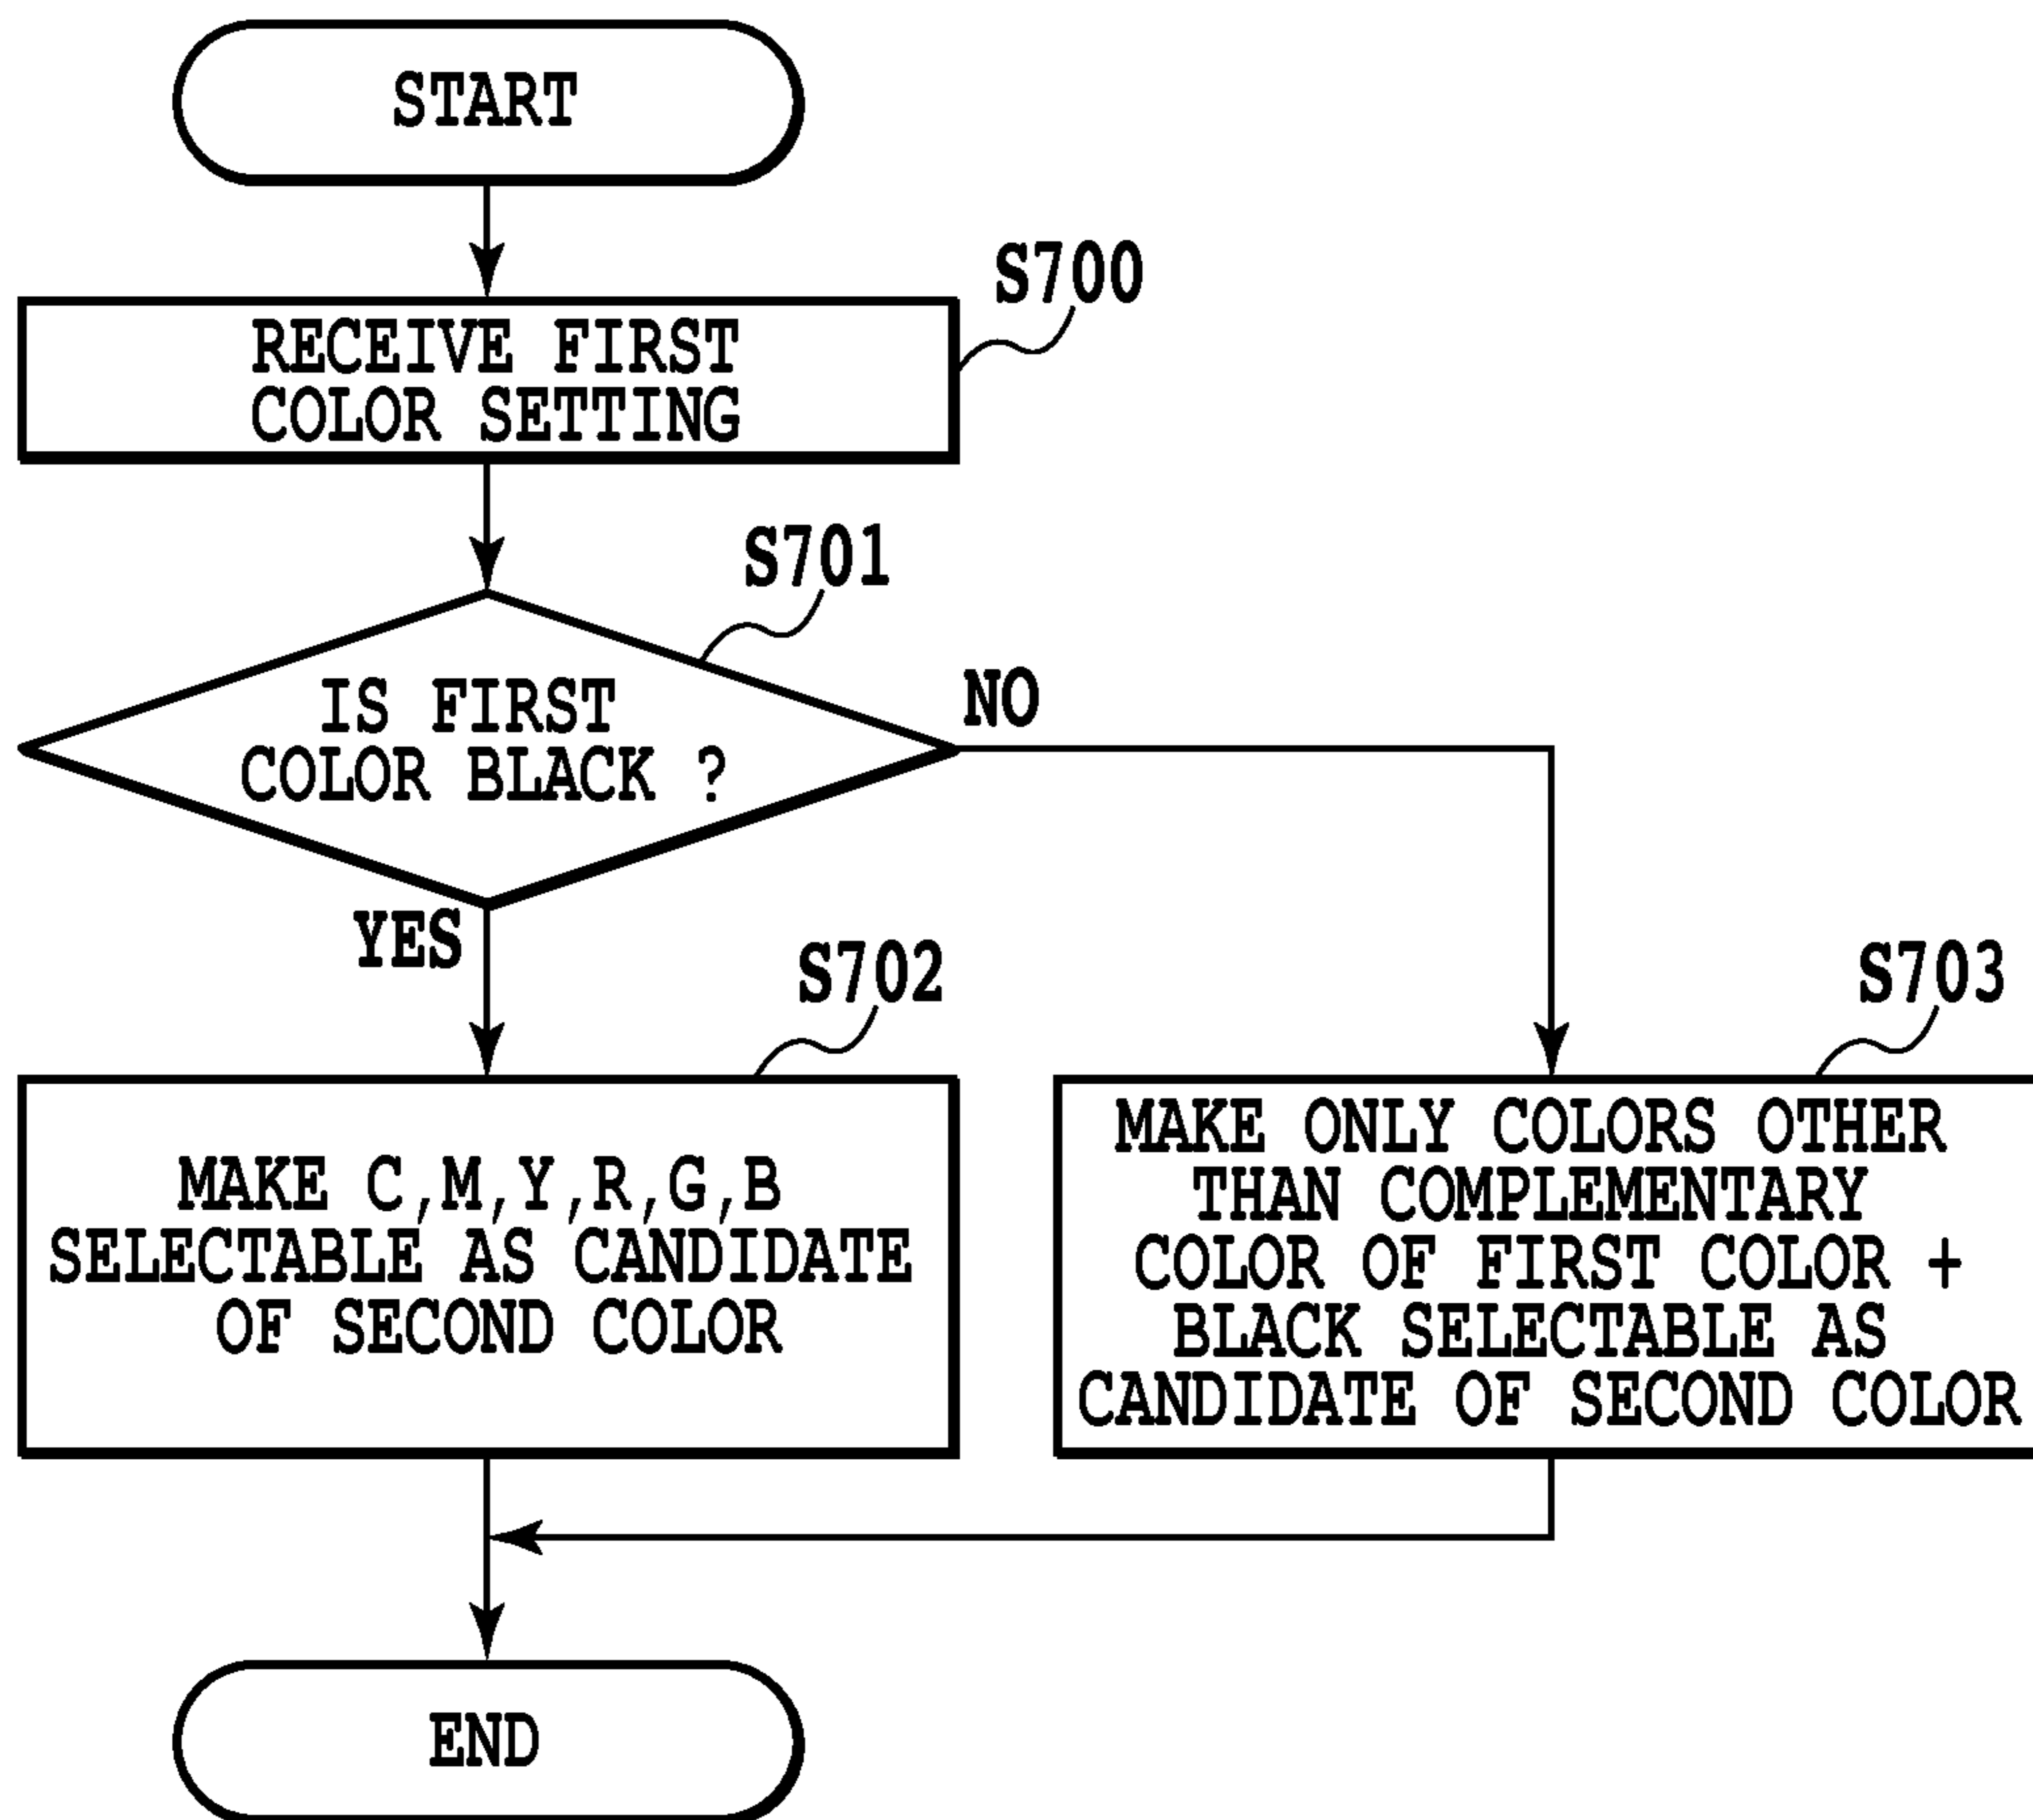 START
S700
RECEIVE FIRST
COLOR SETTING
S701
IS FIRST
COLOR BLACK ?
NO
YES
S702
MAKE C,M,Y,R,G,B
SELECTABLE AS CANDIDATE
OF SECOND COLOR
S703
MAKE ONLY COLORS OTHER
THAN COMPLEMENTARY
COLOR OF FIRST COLOR +
BLACK SELECTABLE AS
CANDIDATE OF SECOND COLOR
END